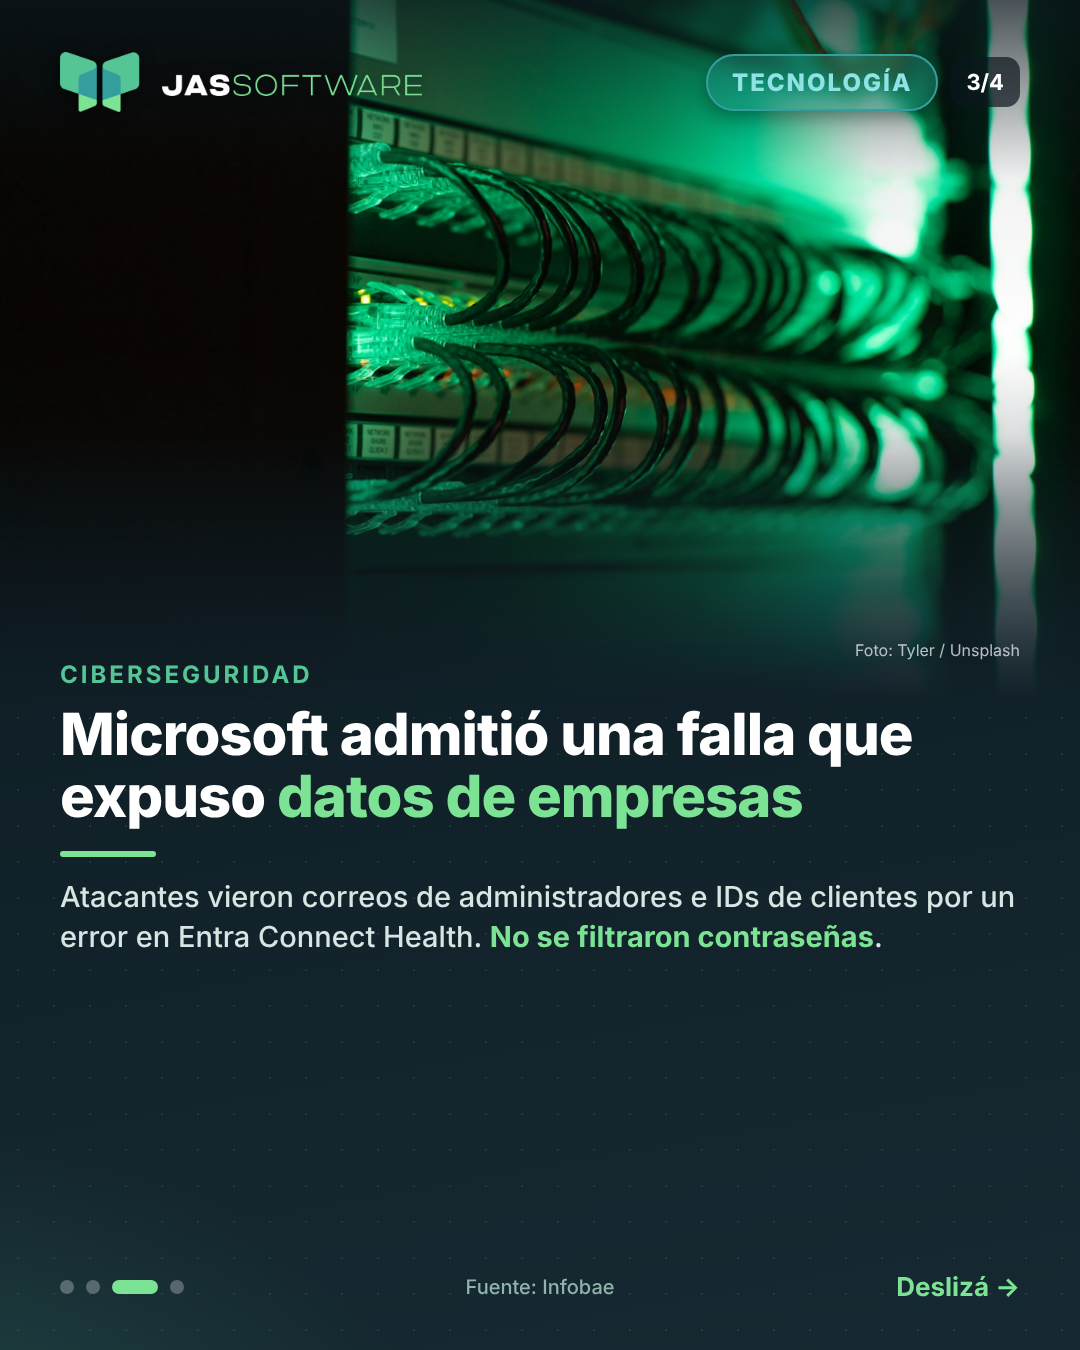 JASSOFTWARE
TECNOLOGÍA
3/4
Foto: Tyler / Unsplash
CIBERSEGURIDAD
Microsoft admitió una falla que
expuso datos de empresas
Atacantes vieron correos de administradores e IDs de clientes por un
error en Entra Connect Health. No se filtraron contraseñas.
Fuente: Infobae
Deslizá →